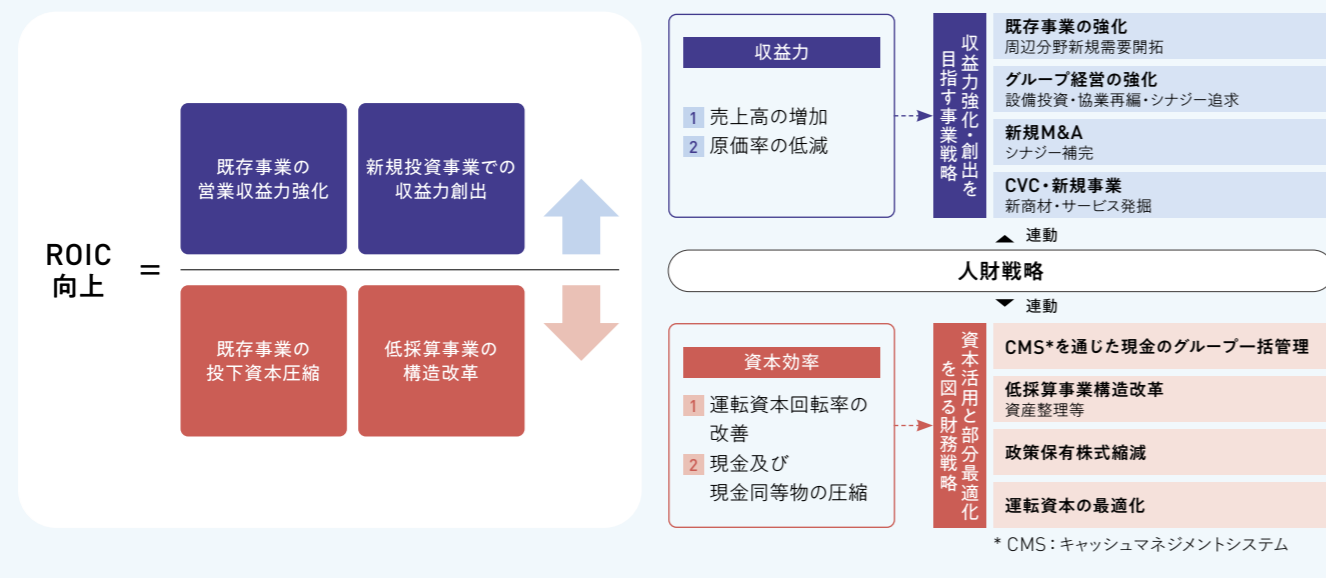 ROIC
向上
=
既存事業の
営業収益力強化
新規投資事業での
収益力創出
既存事業の
投下資本圧縮
低採算事業の
構造改革
収益力
1 売上高の増加
2 原価率の低減
収益力強化・創出を
目指す事業戦略
既存事業の強化
周辺分野新規需要開拓
グループ経営の強化
設備投資・協業再編・シナジー追求
新規M&A
シナジー補完
CVC・新規事業
新商材・サービス発掘
連動
人財戦略
連動
資本効率
1 運転資本回転率の
改善
2 現金及び
現金同等物の圧縮
資本活用と部分最適化
を図る財務戦略
CMS*を通じた現金のグループ一括管理
低採算事業構造改革
資産整理等
政策保有株式縮減
運転資本の最適化
* CMS：キャッシュマネジメントシステム